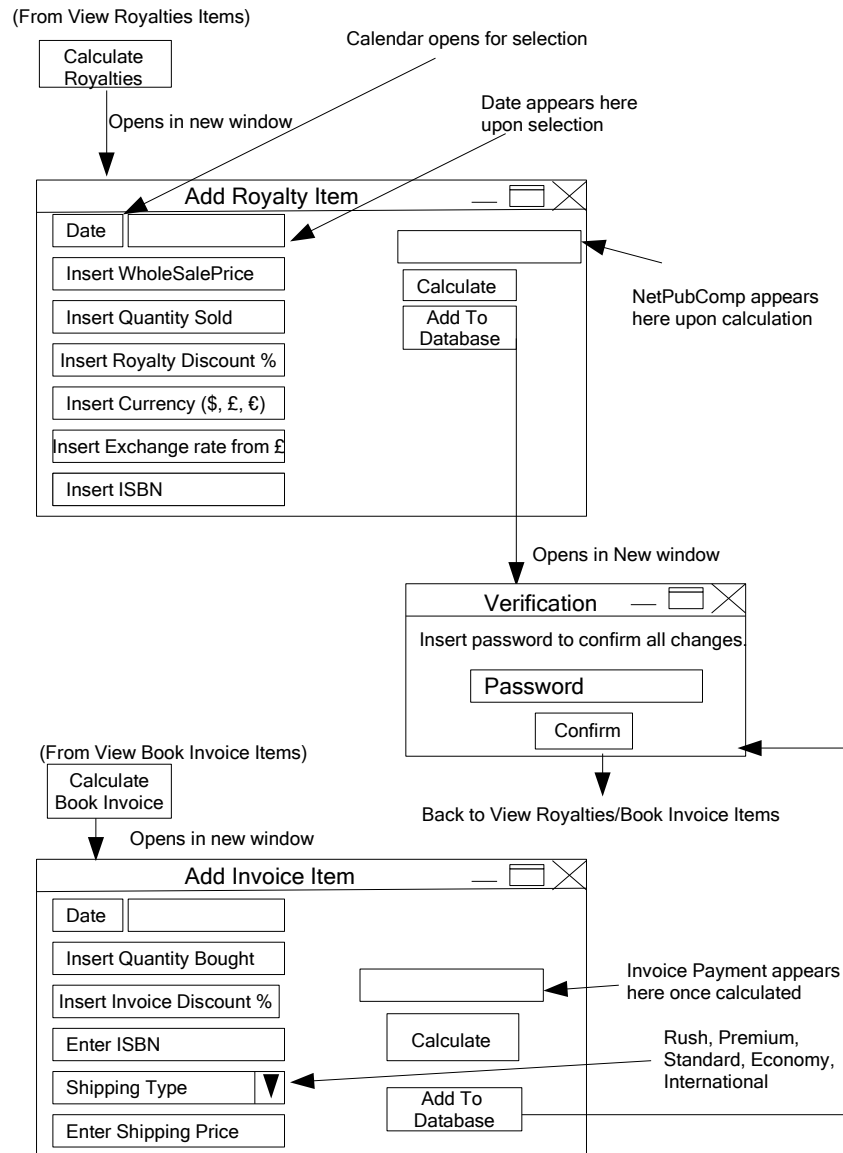 (From View Royalties Items)
Calculate
Royalties
Calendar opens for selection
Opens in new window
Date appears here
upon selection
Add Royalty Item
Date
Insert WholeSalePrice
Insert Quantity Sold
Insert Royalty Discount %
Insert Currency ($, £, €)
Insert Exchange rate from £
Insert ISBN
Calculate
Add To
Database
NetPubComp appears
here upon calculation
Opens in New window
Verification
Insert password to confirm all changes.
Password
Confirm
Back to View Royalties/Book Invoice Items
(From View Book Invoice Items)
Calculate
Book Invoice
Opens in new window
Add Invoice Item
Date
Insert Quantity Bought
Insert Invoice Discount %
Enter ISBN
Shipping Type
Enter Shipping Price
Calculate
Add To
Database
Invoice Payment appears
here once calculated
Rush, Premium,
Standard, Economy,
International